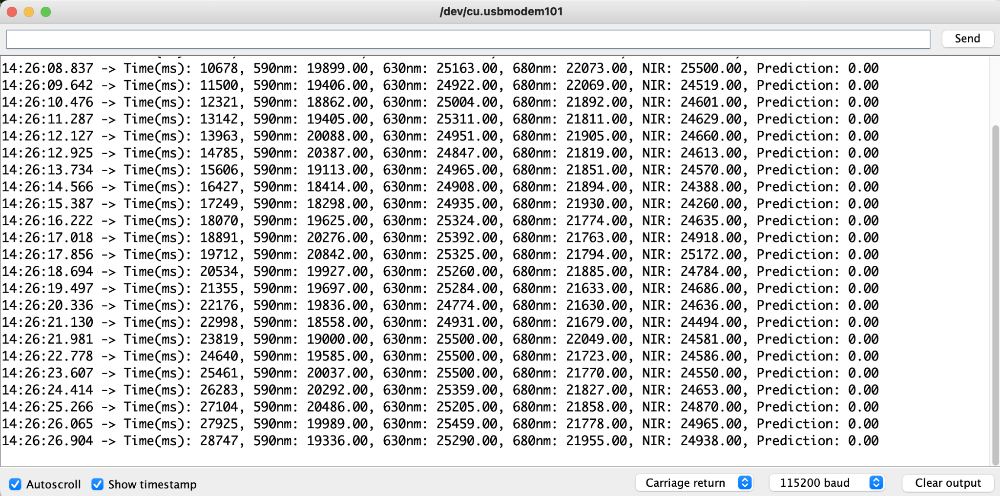 /dev/cu.usbmodem101
Send
14:26:08.837 -> Time(ms): 10678, 590nm: 19899.00, 630nm: 25163.00, 680nm: 22073.00, NIR: 25500.00, Prediction: 0.00
14:26:09.642 -> Time(ms): 11500, 590nm: 19406.00, 630nm: 24922.00, 680nm: 22069.00, NIR: 24519.00, Prediction: 0.00
14:26:10.476 -> Time(ms): 12321, 590nm: 18862.00, 630nm: 25004.00, 680nm: 21892.00, NIR: 24601.00, Prediction: 0.00
14:26:11.287 -> Time(ms): 13142, 590nm: 19405.00, 630nm: 25311.00, 680nm: 21811.00, NIR: 24629.00, Prediction: 0.00
14:26:12.127 -> Time(ms): 13963, 590nm: 20088.00, 630nm: 24951.00, 680nm: 21905.00, NIR: 24660.00, Prediction: 0.00
14:26:12.925 -> Time(ms): 14785, 590nm: 20387.00, 630nm: 24847.00, 680nm: 21819.00, NIR: 24613.00, Prediction: 0.00
14:26:13.734 -> Time(ms): 15606, 590nm: 19113.00, 630nm: 24965.00, 680nm: 21851.00, NIR: 24570.00, Prediction: 0.00
14:26:14.566 -> Time(ms): 16427, 590nm: 18414.00, 630nm: 24908.00, 680nm: 21894.00, NIR: 24388.00, Prediction: 0.00
14:26:15.387 -> Time(ms): 17249, 590nm: 18298.00, 630nm: 24935.00, 680nm: 21930.00, NIR: 24260.00, Prediction: 0.00
14:26:16.222 -> Time(ms): 18070, 590nm: 19625.00, 630nm: 25324.00, 680nm: 21774.00, NIR: 24635.00, Prediction: 0.00
14:26:17.018 -> Time(ms): 18891, 590nm: 20276.00, 630nm: 25392.00, 680nm: 21763.00, NIR: 24918.00, Prediction: 0.00
14:26:17.856 -> Time(ms): 19712, 590nm: 20842.00, 630nm: 25325.00, 680nm: 21794.00, NIR: 25172.00, Prediction: 0.00
14:26:18.694 -> Time(ms): 20534, 590nm: 19927.00, 630nm: 25260.00, 680nm: 21885.00, NIR: 24784.00, Prediction: 0.00
14:26:19.497 -> Time(ms): 21355, 590nm: 19697.00, 630nm: 25284.00, 680nm: 21633.00, NIR: 24686.00, Prediction: 0.00
14:26:20.336 -> Time(ms): 22176, 590nm: 19836.00, 630nm: 24774.00, 680nm: 21630.00, NIR: 24636.00, Prediction: 0.00
14:26:21.130 -> Time(ms): 22998, 590nm: 18558.00, 630nm: 24931.00, 680nm: 21679.00, NIR: 24494.00, Prediction: 0.00
14:26:21.981 -> Time(ms): 23819, 590nm: 19000.00, 630nm: 25500.00, 680nm: 22049.00, NIR: 24581.00, Prediction: 0.00
14:26:22.778 -> Time(ms): 24640, 590nm: 19585.00, 630nm: 25500.00, 680nm: 21723.00, NIR: 24586.00, Prediction: 0.00
14:26:23.607 -> Time(ms): 25461, 590nm: 20037.00, 630nm: 25500.00, 680nm: 21770.00, NIR: 24550.00, Prediction: 0.00
14:26:24.414 -> Time(ms): 26283, 590nm: 20292.00, 630nm: 25359.00, 680nm: 21827.00, NIR: 24653.00, Prediction: 0.00
14:26:25.266 -> Time(ms): 27104, 590nm: 20486.00, 630nm: 25205.00, 680nm: 21858.00, NIR: 24870.00, Prediction: 0.00
14:26:26.065 -> Time(ms): 27925, 590nm: 19989.00, 630nm: 25459.00, 680nm: 21778.00, NIR: 24965.00, Prediction: 0.00
14:26:26.904 -> Time(ms): 28747, 590nm: 19336.00, 630nm: 25290.00, 680nm: 21955.00, NIR: 24938.00, Prediction: 0.00
Autoscroll Show timestamp Carriage return 115200 baud Clear output